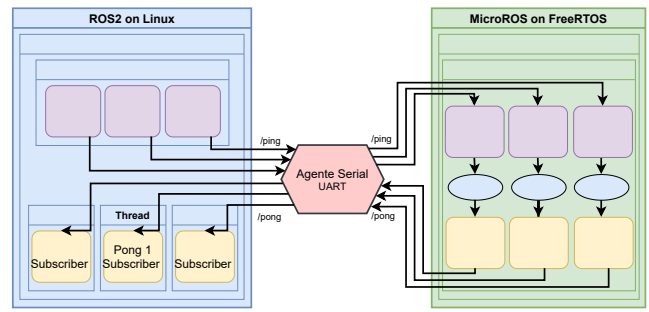 ROS2 on Linux
MicroROS on FreeRTOS
/ping
/ping
Agente Serial
UART
/pong
/pong
Thread
Subscriber
Pong 1
Subscriber
Subscriber